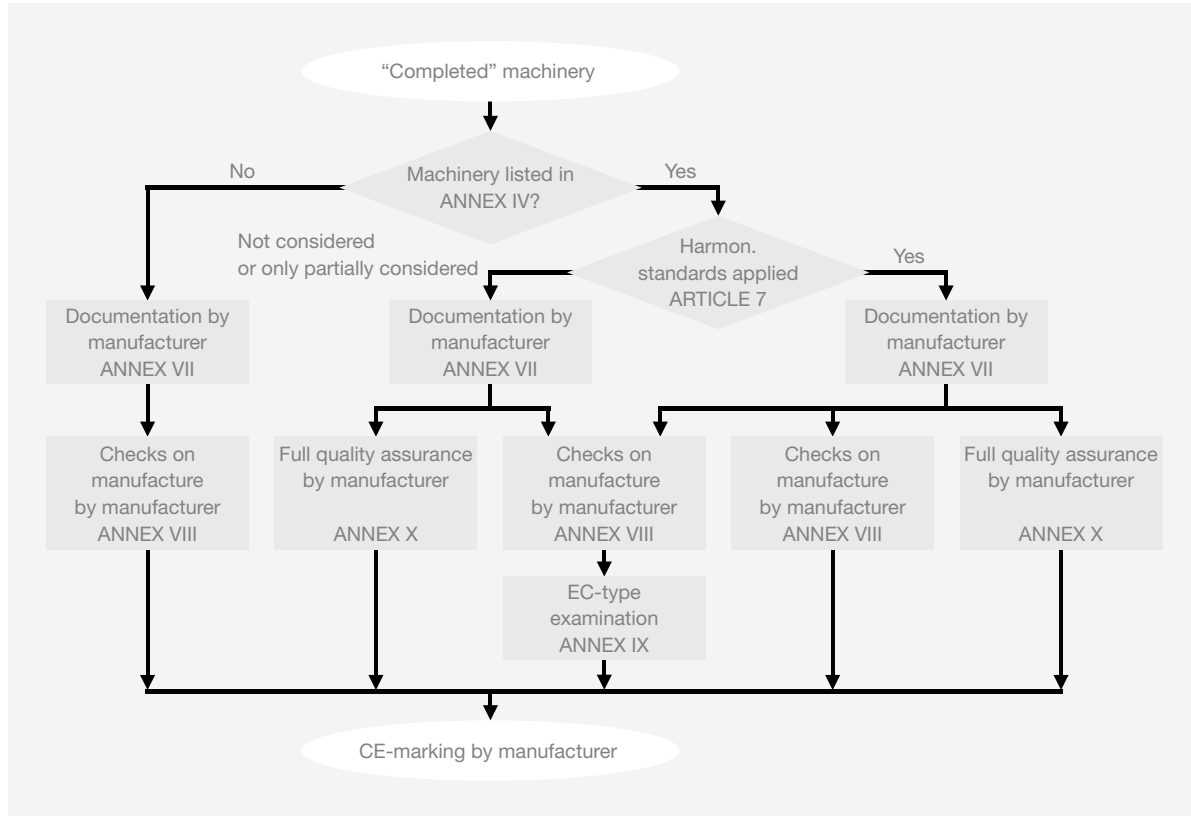 “Completed” machinery
No
Machinery listed in
ANNEX IV?
Yes
Not considered
or only partially considered
Harmon.
standards applied
ARTICLE 7
Yes
Documentation by
manufacturer
ANNEX VII
Documentation by
manufacturer
ANNEX VII
Documentation by
manufacturer
ANNEX VII
Checks on
manufacture
by manufacturer
ANNEX VIII
Full quality assurance
by manufacturer
ANNEX X
Checks on
manufacture
by manufacturer
ANNEX VIII
Checks on
manufacture
by manufacturer
ANNEX VIII
Full quality assurance
by manufacturer
ANNEX X
EC-type
examination
ANNEX IX
CE-marking by manufacturer